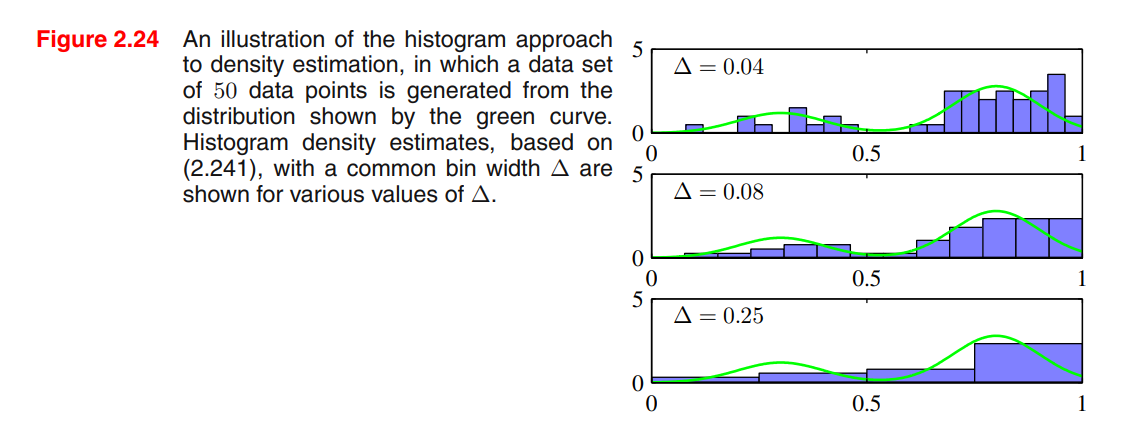 Figure 2.24 An illustration of the histogram approach
to density estimation, in which a data set
of 50 data points is generated from the
distribution shown by the green curve.
Histogram density estimates, based on
(2.241), with a common bin width Δ are
shown for various values of Δ.
5
Δ = 0.04
0
0 0.5 1
5
Δ = 0.08
0
0 0.5 1
5
Δ = 0.25
0
0 0.5 1